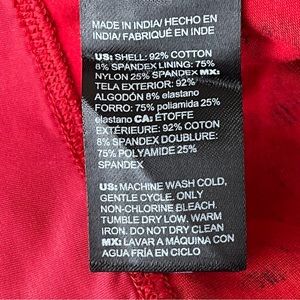 MADE IN INDIA/ HECHO EN
INDIA/ FABRIQUÉ EN INDE
US: SHELL: 92% COTTON
8% SPANDEX LINING: 75%
NYLON 25% SPANDEX MX:
TELA EXTERIOR: 92%
ALGODÓN 8% elastano
FORRO: 75% poliamida 25%
elastano CA: ÉTOFFE
EXTÉRIEURE: 92% COTON
8% SPANDEX DOUBLURE:
75% POLYAMIDE 25%
SPANDEX
US: MACHINE WASH COLD,
GENTLE CYCLE. ONLY
NON-CHLORINE BLEACH.
TUMBLE DRY LOW, WARM
IRON. DO NOT DRY CLEAN
MX: LAVAR A MÁQUINA CON
AGUA FRÍA EN CICLO